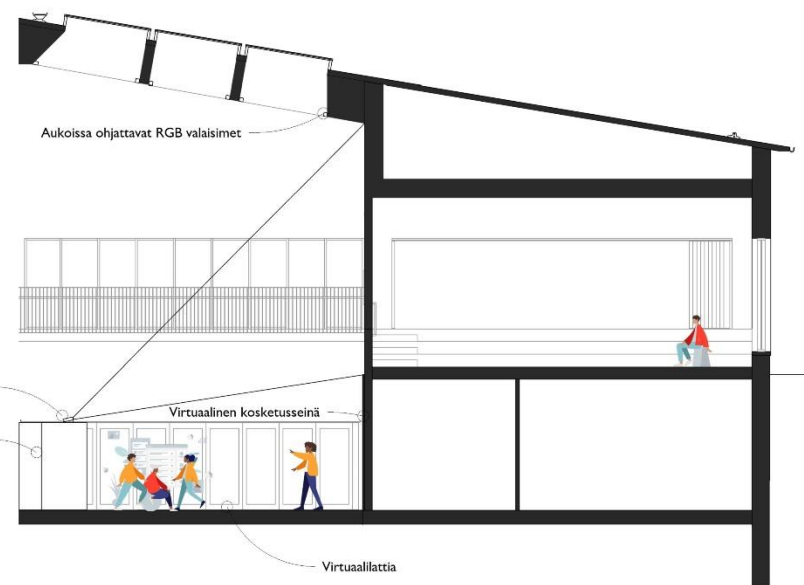 Aukoissa ohjattavat RGB valaisimet
Virtuaalinen kosketusseinä
Virtuaalilattia